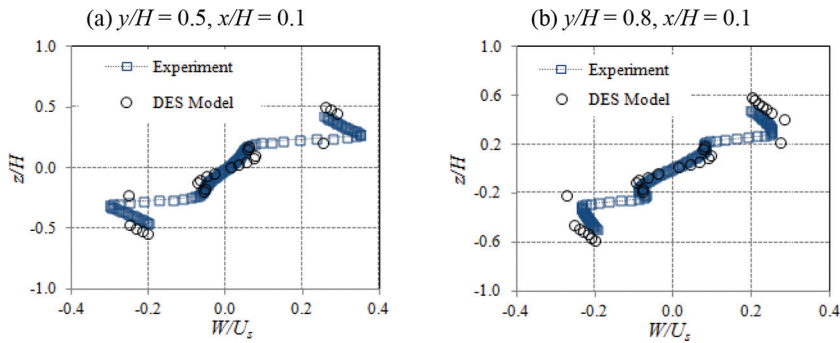 (a) y/H = 0.5, x/H = 0.1
1.0
0.5
0.0
-0.5
-1.0
z/H
Experiment
DES Model
-0.4
-0.2
0.0
0.2
0.4
W/Us
(b) y/H = 0.8, x/H = 0.1
1.0
0.6
0.2
-0.2
-0.6
-1.0
z/H
Experiment
DES Model
-0.4
-0.2
0.0
0.2
0.4
W/Us